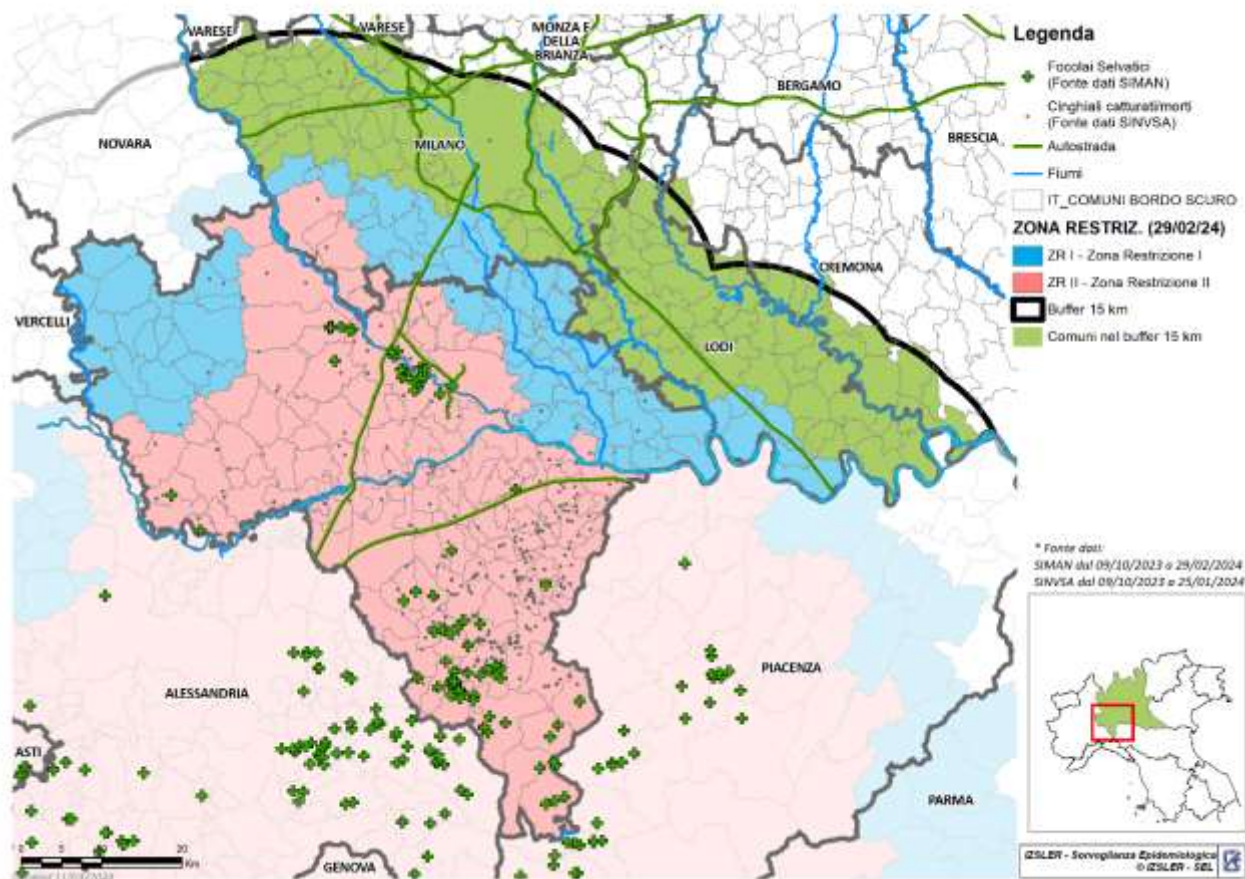 VARESE
VARESE
MONZA E
DELLA
BRIANZA
BERGAMO
NOVARA
MILANO
BRESCIA
CREMONA
VERCELLI
LODI
PIACENZA
ALESSANDRIA
ASTI
PARMA
GENOVA
0 5 10 20
Km
Legenda
Focolai Selvatici
(Fonte dati SIMAN)
Cinghiali catturati/morti
(Fonte dati SINVSA)
Autostrada
Fiumi
IT_COMUNI BORDO SCURO
ZONA RESTRIZ. (29/02/24)
ZR I - Zona Restrizione I
ZR II - Zona Restrizione II
Buffer 15 km
Comuni nel buffer 15 km
* Fonte dati:
SIMAN dal 09/10/2023 a 29/02/2024
SINVSA dal 09/10/2023 a 25/01/2024
IZSLER - Sorveglianza Epidemiologica
© IZSLER - SEL